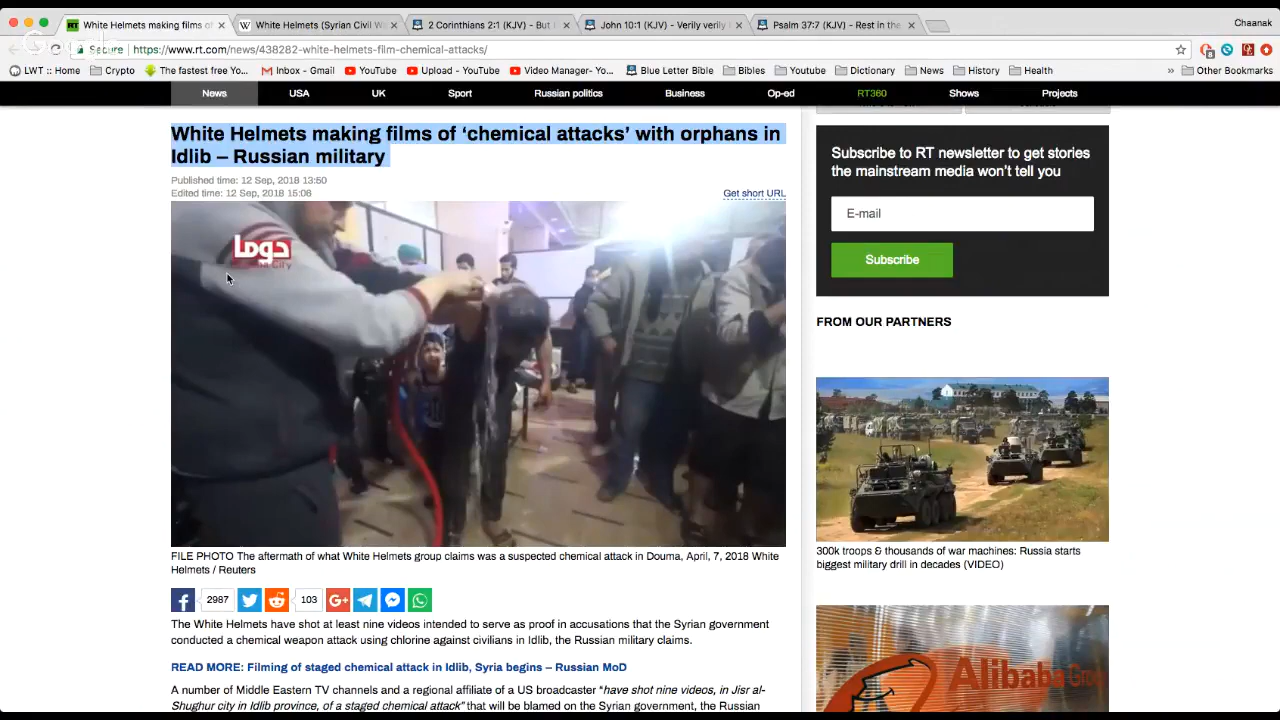 White Helmets making films of
White Helmets (Syrian Civil W
2 Corinthians 2:1 (KJV) - But I
John 10:1 (KJV) - Verily verily
Psalm 37:7 (KJV) - Rest in the
Chaanak
Google
Secure
https://www.rt.com/news/438282-white-helmets-film-chemical-attacks/
LWT :: Home
Crypto
The fastest free Yo...
Inbox - Gmail
YouTube
Upload - YouTube
Video Manager- Yo...
Blue Letter Bible
Bibles
Youtube
Dictionary
News
History
Health
»
Other Bookmarks
News
USA
UK
Sport
Russian politics
Business
Op-ed
RT360
Shows
Projects
White Helmets making films of ‘chemical attacks’ with orphans in
Idlib – Russian military
Published time: 12 Sep, 2018 13:50
Edited time: 12 Sep, 2018 15:06
Get short URL
دوما
City
FILE PHOTO The aftermath of what White Helmets group claims was a suspected chemical attack in Douma, April, 7, 2018 White
Helmets / Reuters
2987
103
The White Helmets have shot at least nine videos intended to serve as proof in accusations that the Syrian government
conducted a chemical weapon attack using chlorine against civilians in Idlib, the Russian military claims.
READ MORE: Filming of staged chemical attack in Idlib, Syria begins – Russian MoD
A number of Middle Eastern TV channels and a regional affiliate of a US broadcaster “have shot nine videos, in Jisr al-
Shughur city in Idlib province, of a staged chemical attack” that will be blamed on the Syrian government, the Russian
Subscribe to RT newsletter to get stories
the mainstream media won’t tell you
E-mail
Subscribe
FROM OUR PARTNERS
300k troops & thousands of war machines: Russia starts
biggest military drill in decades (VIDEO)
Alibaba Gro